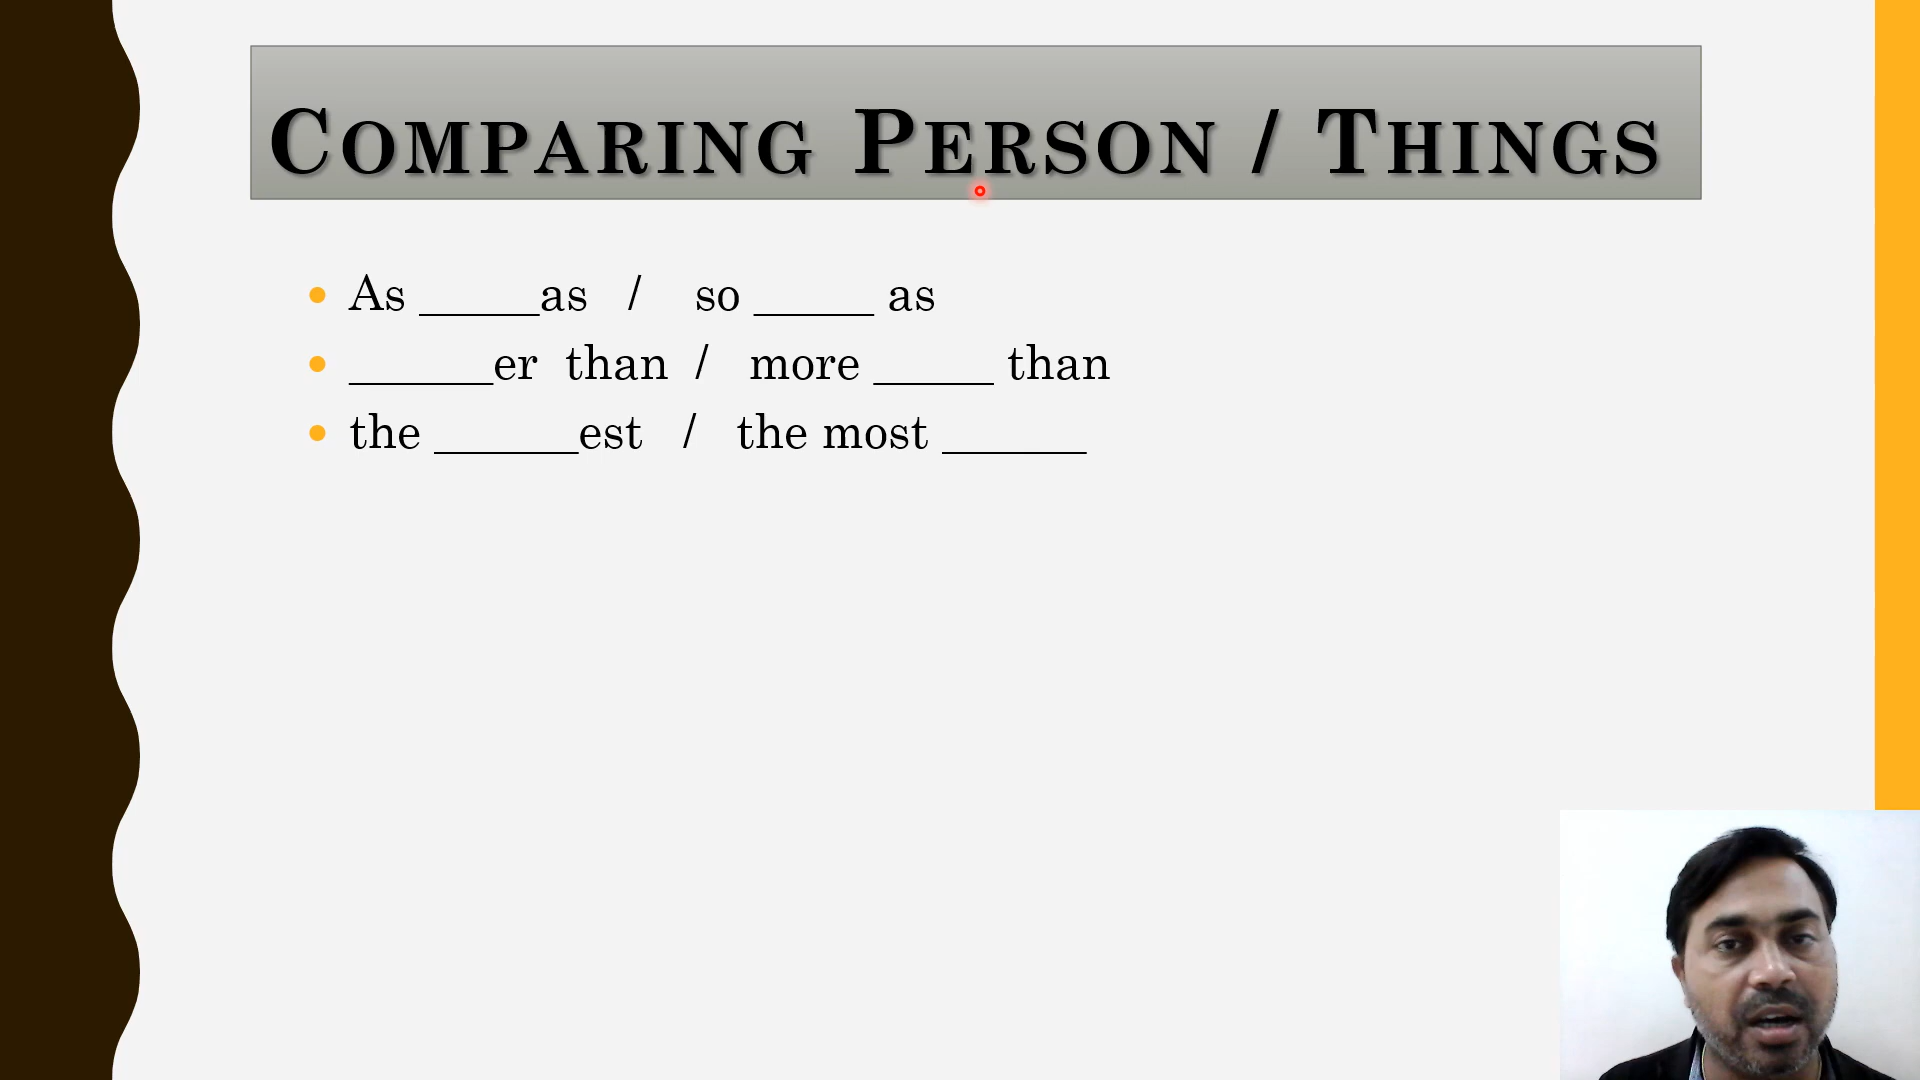 Comparing Person / Things
• As _____as / so _____ as
• ______er than / more _____ than
• the ______est / the most ______